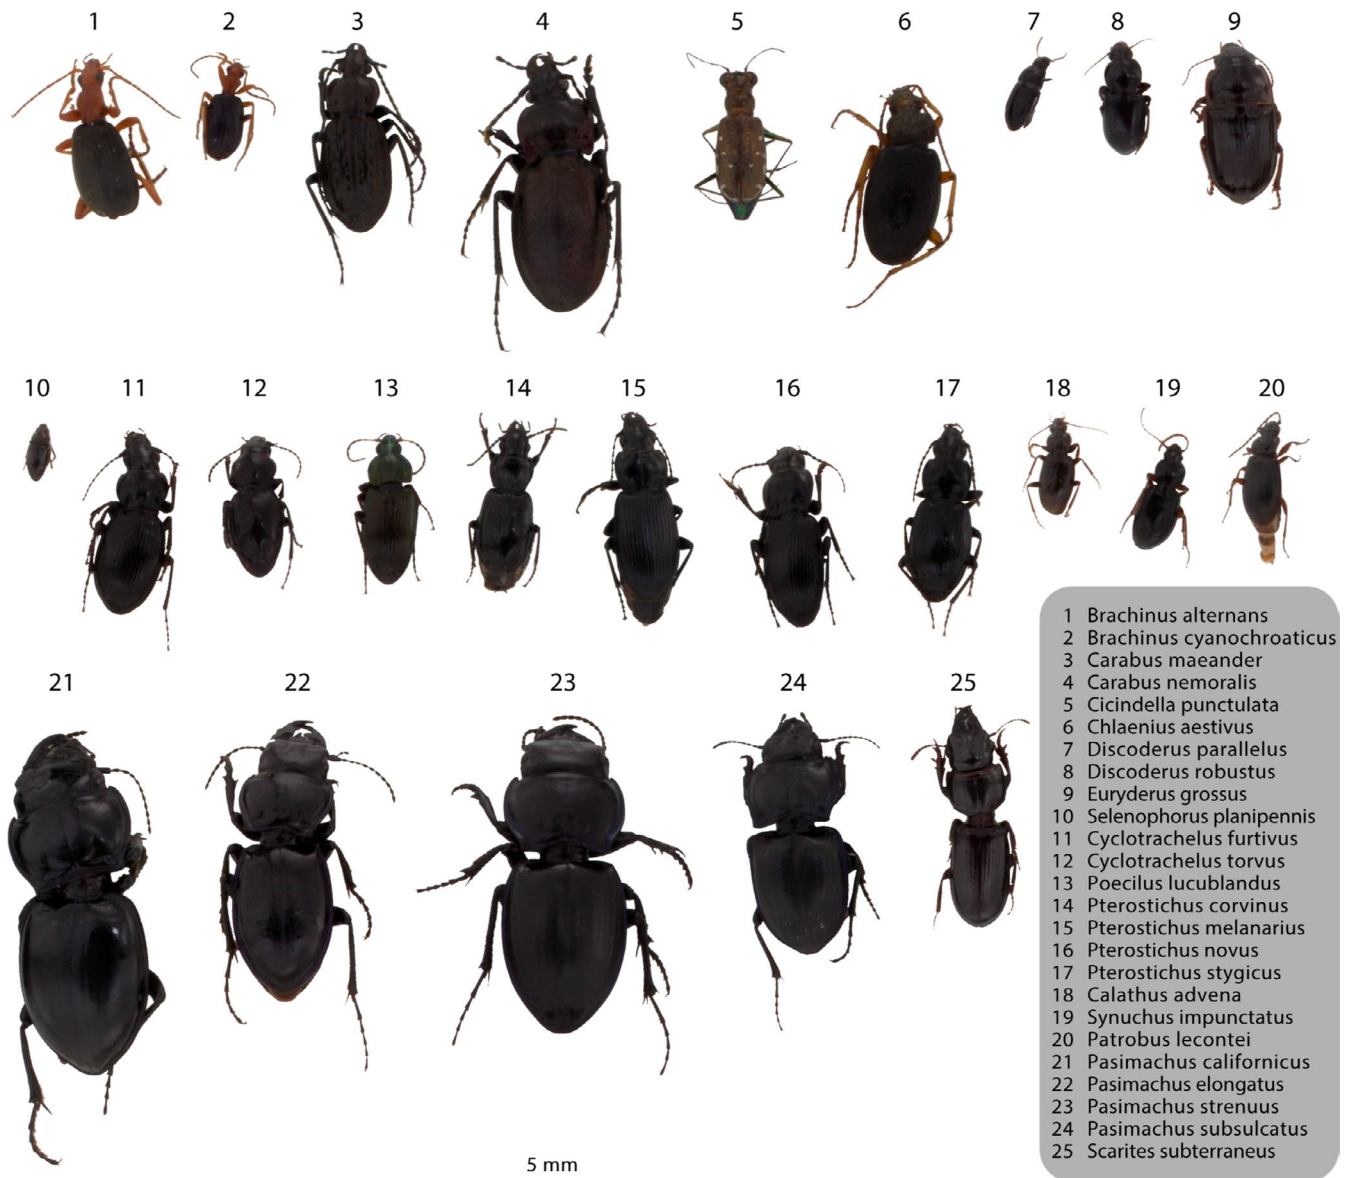 1 2 3 4 5 6 7 8 9
10 11 12 13 14 15 16 17 18 19 20
1 Brachinus alternans
2 Brachinus cyanochroaticus
3 Carabus maeander
4 Carabus nemoralis
5 Cicindella punctulata
6 Chlaenius aestivus
7 Discoderus parallelus
8 Discoderus robustus
9 Euryderus grossus
10 Selenophorus planipennis
11 Cyclotrachelus furtivus
12 Cyclotrachelus torvus
13 Poecilus lucublandus
14 Pterostichus corvinus
15 Pterostichus melanarius
16 Pterostichus novus
17 Pterostichus stygicus
18 Calathus advena
19 Synuchus impunctatus
20 Patrobus lecontei
21 Pasimachus californicus
22 Pasimachus elongatus
23 Pasimachus strenuus
24 Pasimachus subsulcatus
25 Scarites subterraneus
21 22 23 24 25
5 mm